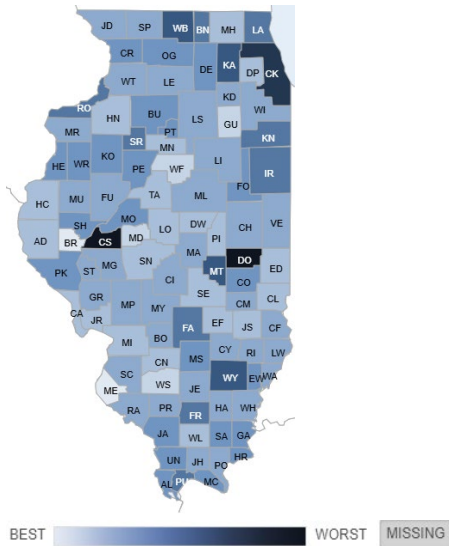 JD SP WB BN MH LA
CR OG DE KA DP CK
WT LE KD WI
RO HN BU LS GU
MR PT KN
SR MN
HE WR KO PE WF LI IR
FO
HC MU FU TA ML
SH MO LO DW CH VE
AD BR CS MD PI
PK ST MG SN MA MT DO ED
CI CO
GR SE CM CL
CA JR MP MY FA EF JS CF
MI BO
CN MS CY RI LW
SC WS WY EW WA
ME JE
RA PR FR HA WH
JA WL SA GA
UN JH PO HR
AL PU MC
BEST WORST MISSING